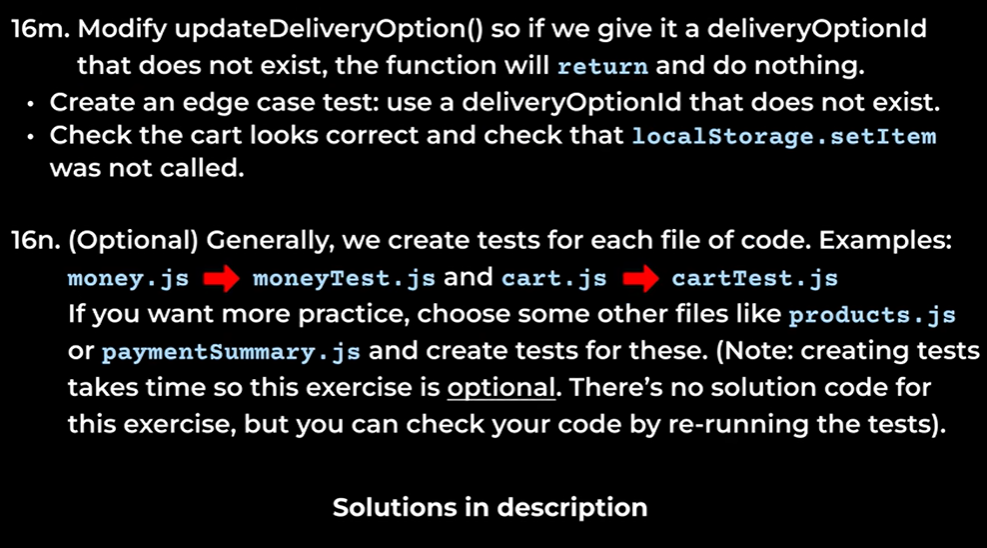 16m. Modify updateDeliveryOption() so if we give it a deliveryOptionId
that does not exist, the function will return and do nothing.
• Create an edge case test: use a deliveryOptionId that does not exist.
• Check the cart looks correct and check that localStorage.setItem
was not called.
16n. (Optional) Generally, we create tests for each file of code. Examples:
money.js ➡ moneyTest.js and cart.js ➡ cartTest.js
If you want more practice, choose some other files like products.js
or paymentSummary.js and create tests for these. (Note: creating tests
takes time so this exercise is optional. There’s no solution code for
this exercise, but you can check your code by re-running the tests).
Solutions in description